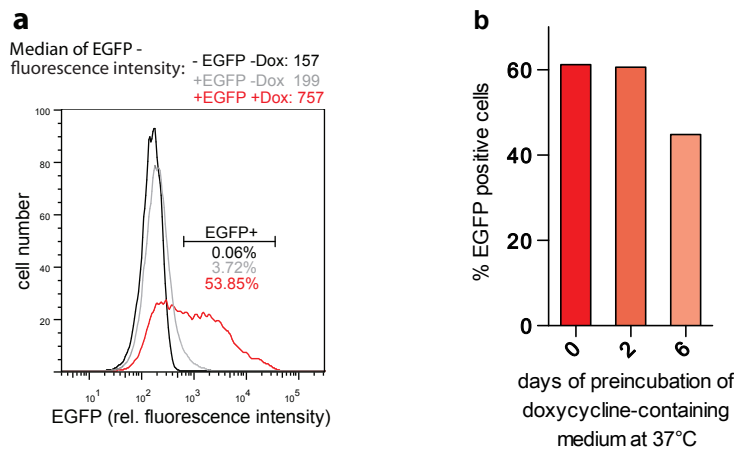 a
Median of EGFP -
fluorescence intensity:
- EGFP -Dox: 157
+EGFP -Dox 199
+EGFP +Dox: 757
100
80
60
40
20
cell number
EGFP+
0.06%
3.72%
53.85%
10¹ 10² 10³ 10⁴ 10⁵
EGFP (rel. fluorescence intensity)
b
60
40
20
0
% EGFP positive cells
0 2 6
days of preincubation of
doxycycline-containing
medium at 37°C